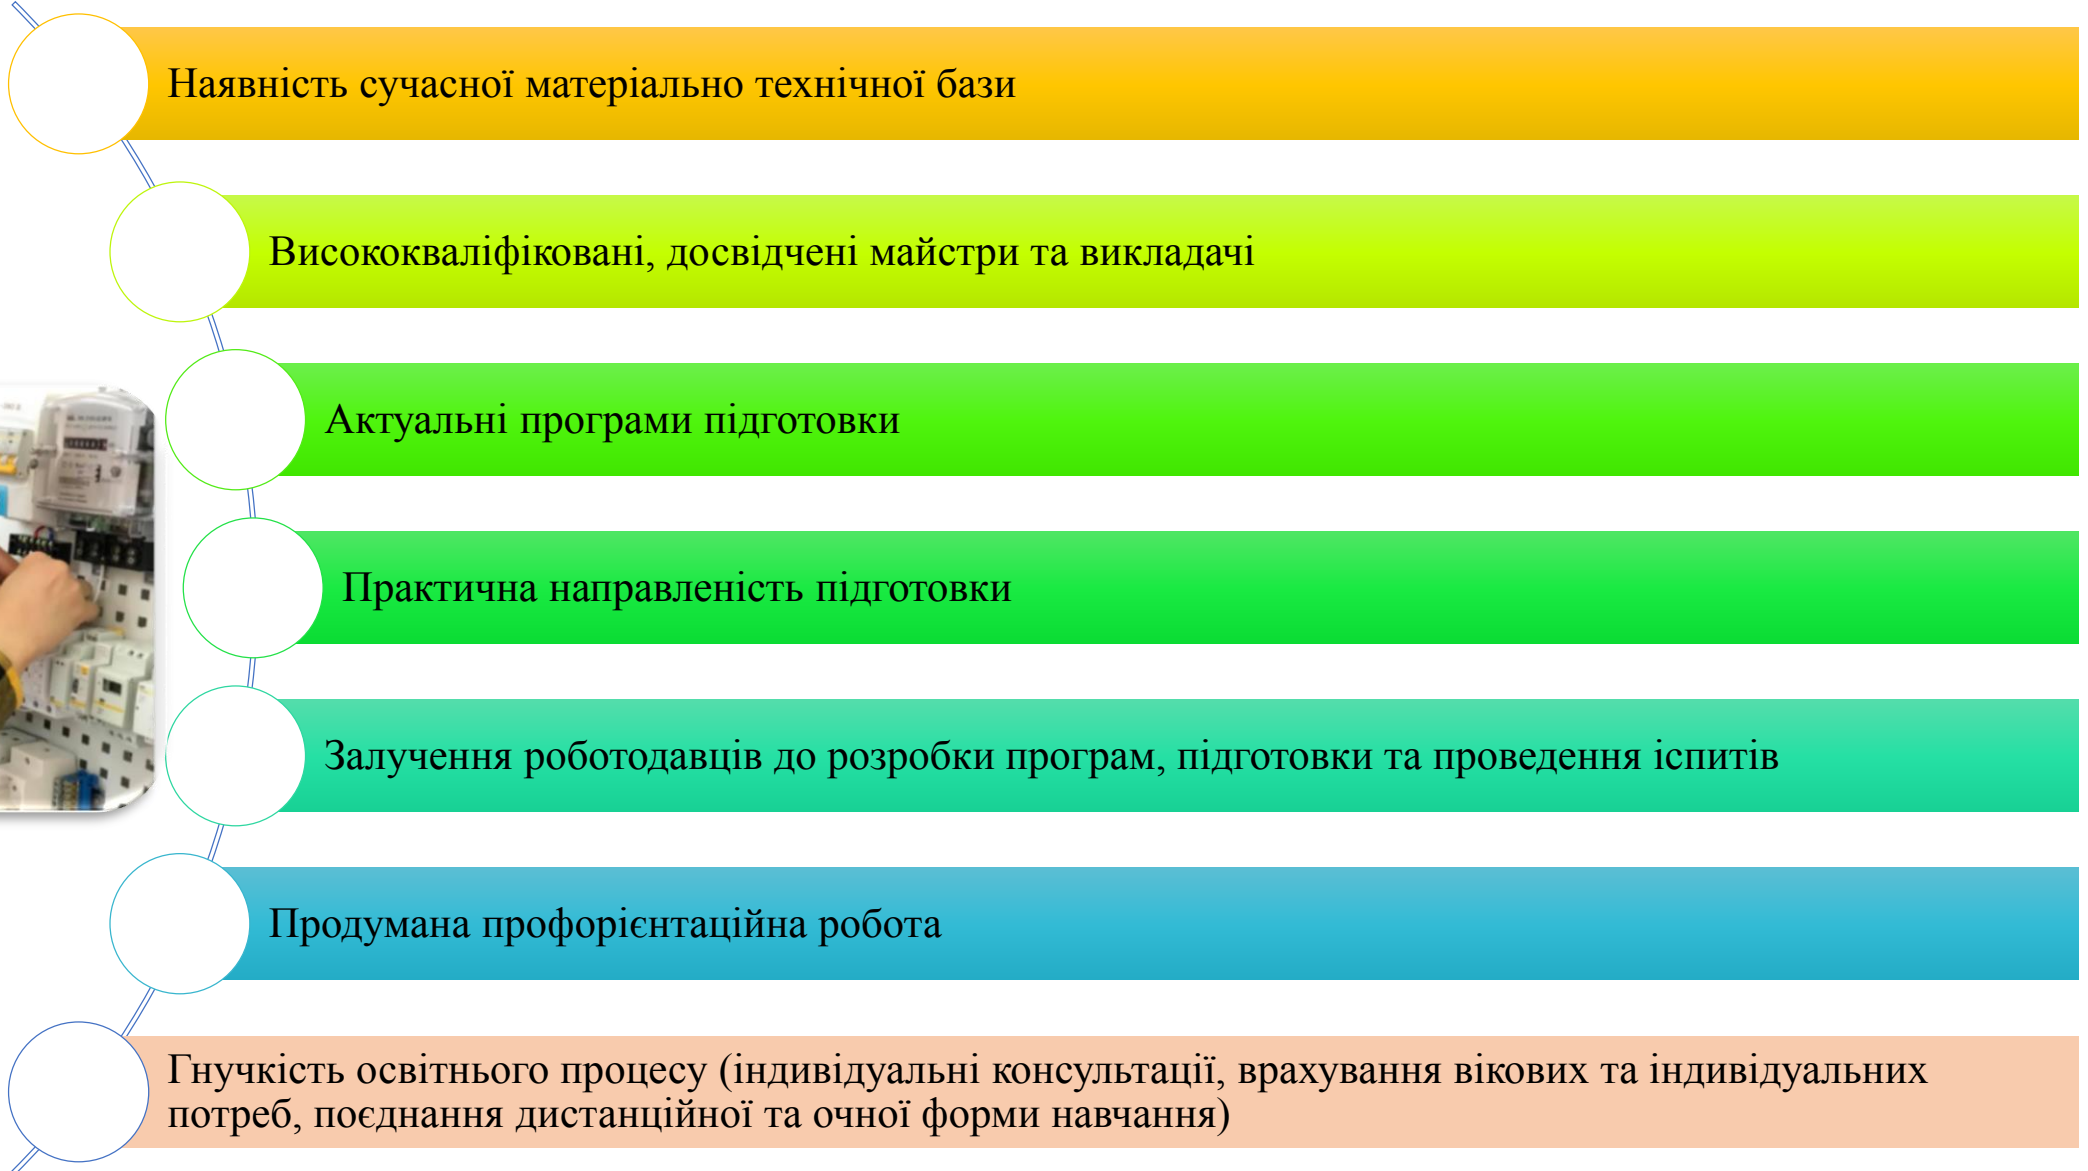 Наявність сучасної матеріально технічної бази
Висококваліфіковані, досвідчені майстри та викладачі
Актуальні програми підготовки
Практична направленість підготовки
Залучення роботодавців до розробки програм, підготовки та проведення іспитів
Продумана профорієнтаційна робота
Гнучкість освітнього процесу (індивідуальні консультації, врахування вікових та індивідуальних
потреб, поєднання дистанційної та очної форми навчання)